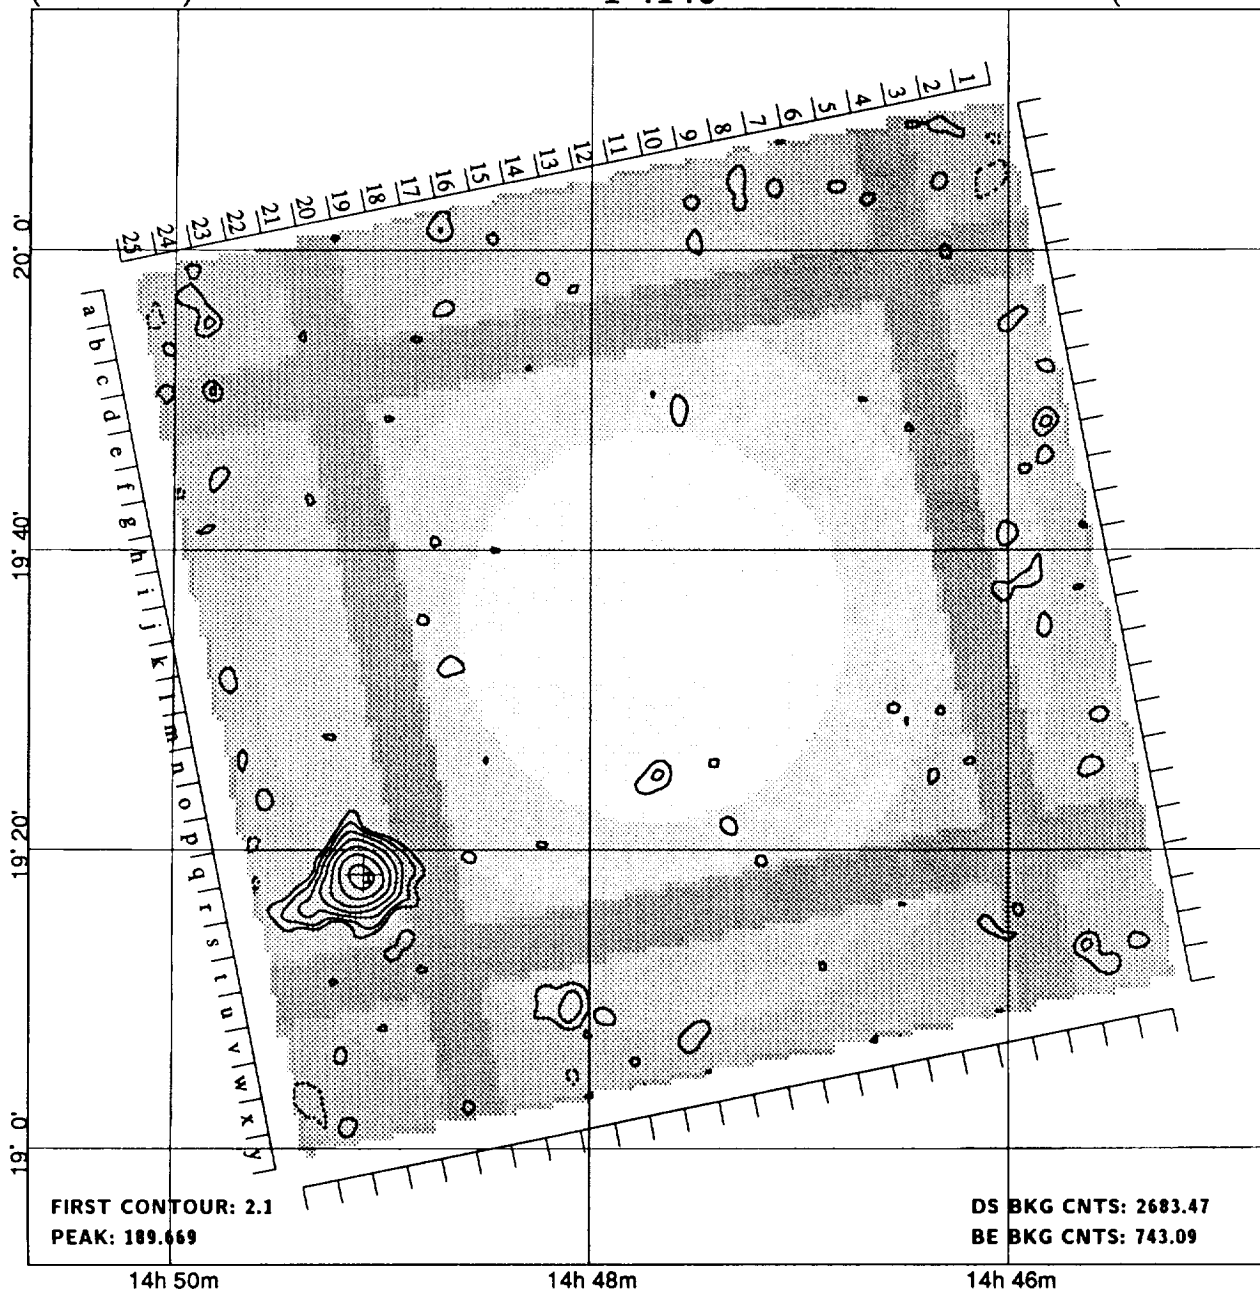 1 2 3 4 5 6 7 8 9 10 11 12 13 14 15 16 17 18 19 20 21 22 23 24 25
a b c d e f g h i j k l m n o p q r s t u v w x y
20° 0'
19° 40'
19° 20'
19° 0'
FIRST CONTOUR: 2.1
PEAK: 189.669
DS BKG CNTS: 2683.47
BE BKG CNTS: 743.09
14h 50m
14h 48m
14h 46m